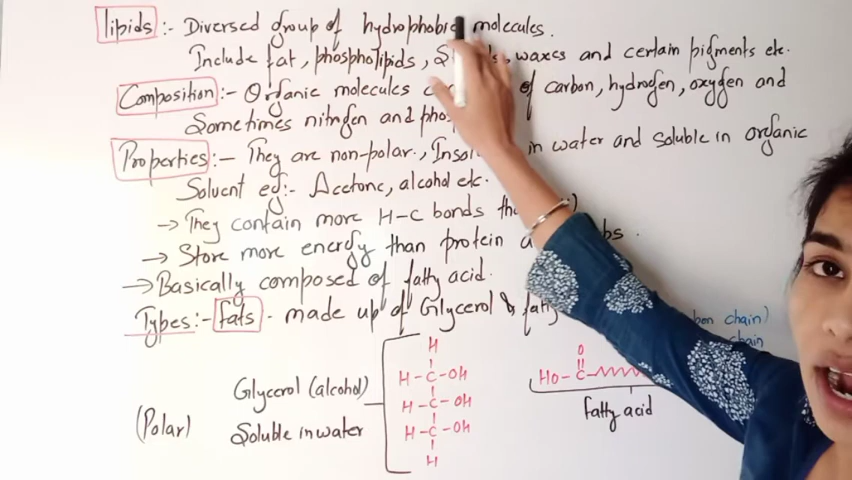 lipids :- Diversed group of hydrophobic molecules.
Include fat, phospholipids, waxes and certain pigments etc.
Composition :- Organic molecules of carbon, hydrogen, oxygen and
Sometimes nitrogen and
Properties :- They are non-polar, in water and soluble in organic
Solvent eg:- Acetone, alcohol etc.
→ They contain more H-C bonds
→ Store more energy than protein
→ Basically composed of fatty acid.
Types:- fats - made up of Glycerol & fatty chain)
chain
H
H-C-OH
H-C-OH
H-C-OH
H
Glycerol (alcohol)
(Polar) Soluble in water
O
HO-C
fatty acid